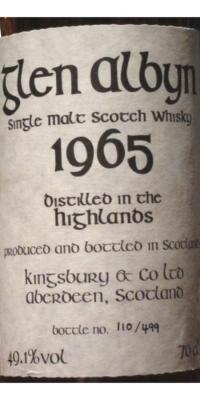 glen albyn
Single Malt Scotch Whisky
1965
Distilled in the
highlands
produced and bottled in Scotland
kingsbury & Co Ltd
aberdeen, Scotland
bottle no. 110/499
49.1%vol 70cl